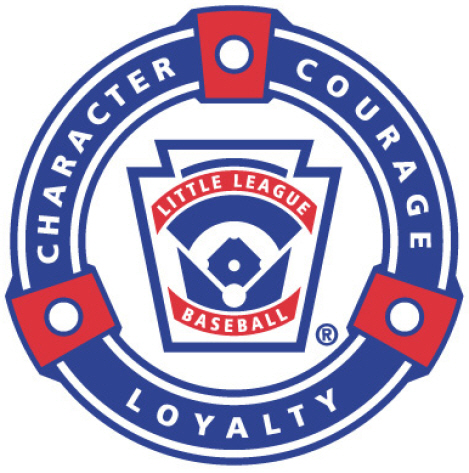 CHARACTER
COURAGE
LITTLE LEAGUE
BASEBALL
®
LOYALTY